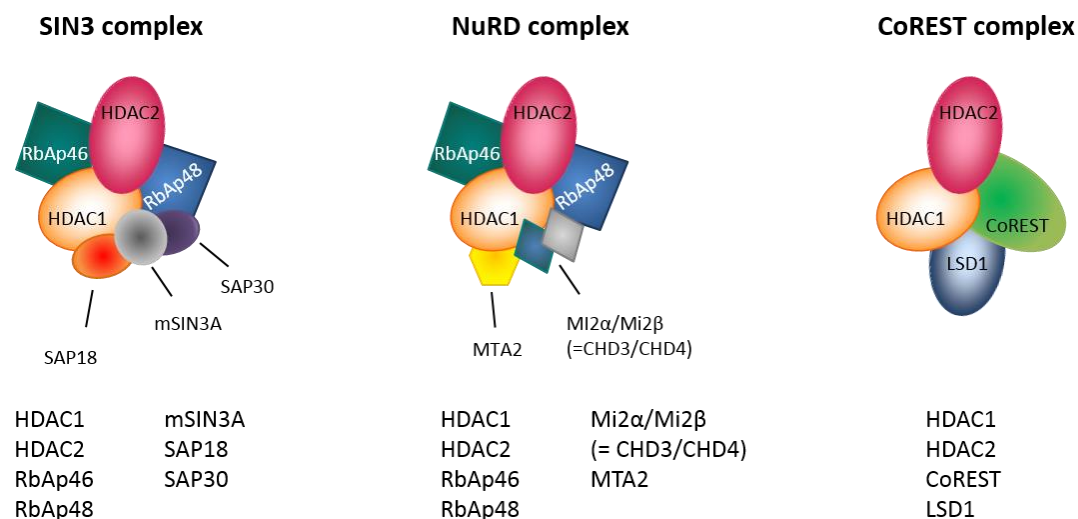 SIN3 complex
HDAC2
RbAp46
RbAp48
HDAC1
SAP30
mSIN3A
SAP18
HDAC1 mSIN3A
HDAC2 SAP18
RbAp46 SAP30
RbAp48
NuRD complex
HDAC2
RbAp46
RbAp48
HDAC1
MI2α/Mi2β
(=CHD3/CHD4)
MTA2
HDAC1 Mi2α/Mi2β
HDAC2 (= CHD3/CHD4)
RbAp46 MTA2
RbAp48
CoREST complex
HDAC2
HDAC1
CoREST
LSD1
HDAC1
HDAC2
CoREST
LSD1